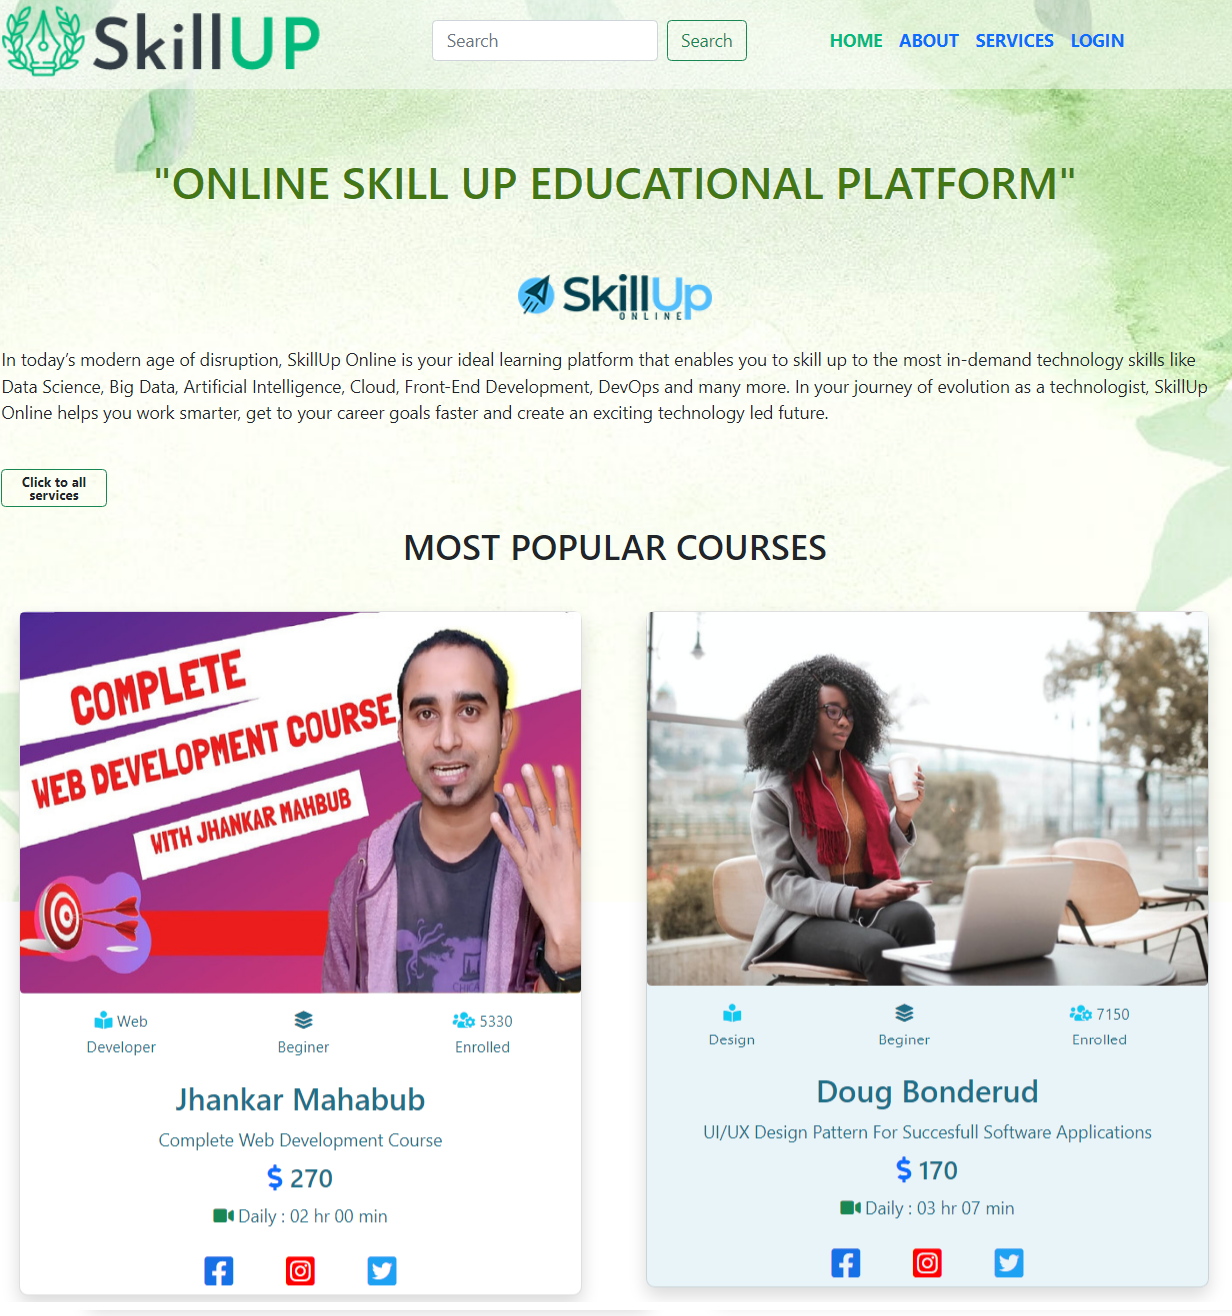 SkillUP
Search
Search
HOME ABOUT SERVICES LOGIN
"ONLINE SKILL UP EDUCATIONAL PLATFORM"
SkillUp
ONLINE
In today’s modern age of disruption, SkillUp Online is your ideal learning platform that enables you to skill up to the most in-demand technology skills like
Data Science, Big Data, Artificial Intelligence, Cloud, Front-End Development, DevOps and many more. In your journey of evolution as a technologist, SkillUp
Online helps you work smarter, get to your career goals faster and create an exciting technology led future.
Click to all
services
MOST POPULAR COURSES
COMPLETE
WEB DEVELOPMENT COURSE
WITH JHANKAR MAHBUB
Web
Developer
Beginer
5330
Enrolled
Jhankar Mahabub
Complete Web Development Course
$ 270
Daily : 02 hr 00 min
Design
Beginer
7150
Enrolled
Doug Bonderud
UI/UX Design Pattern For Succesfull Software Applications
$ 170
Daily : 03 hr 07 min